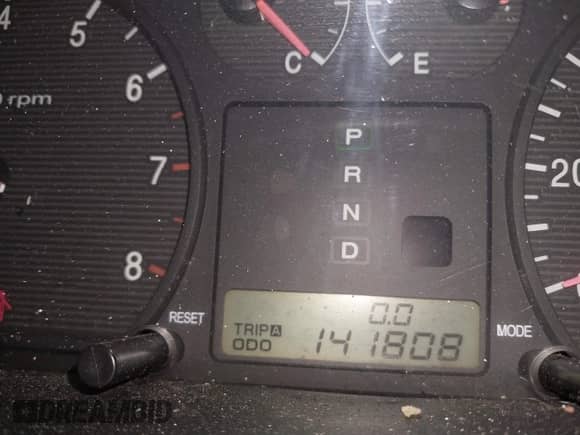 4
5
6
7
8
rpm
C
E
P
R
N
D
20
RESET
MODE
0.0
TRIP A
ODO 141808
DREAMBID